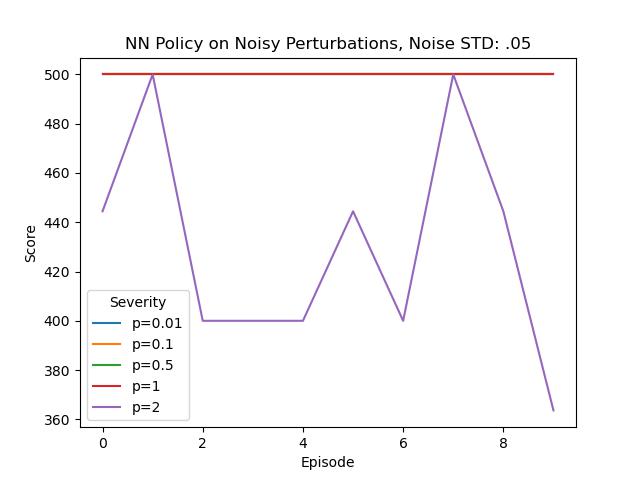 NN Policy on Noisy Perturbations, Noise STD: .05
500
480
460
440
420
400
380
360
Score
Severity
p=0.01
p=0.1
p=0.5
p=1
p=2
0 2 4 6 8
Episode